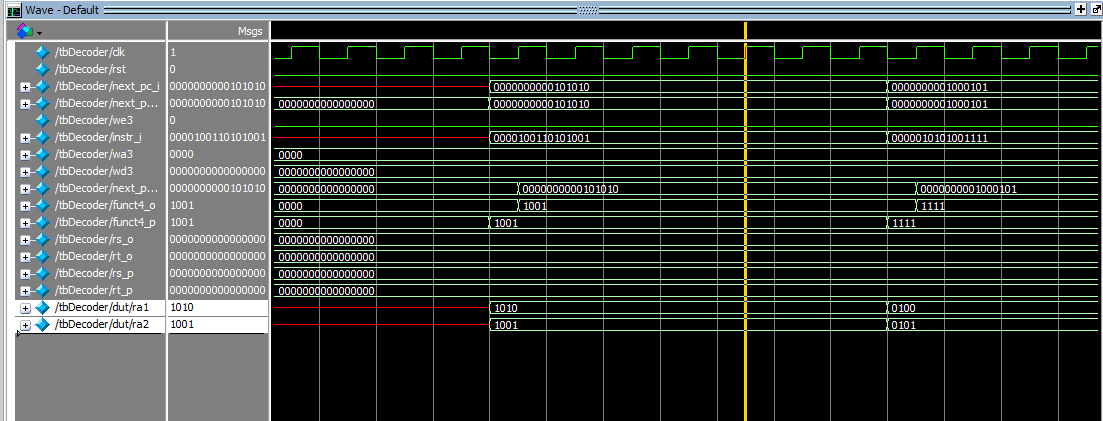 Wave - Default
Msgs
/tbDecoder/clk 1
/tbDecoder/rst 0
/tbDecoder/next_pc_i 0000000000101010 0000000000101010 0000000001000101
/tbDecoder/next_p... 0000000000101010 0000000000000000 0000000000101010 0000000001000101
/tbDecoder/we3 0
/tbDecoder/instr_i 0000100110101001 0000100110101001 0000010101001111
/tbDecoder/wa3 0000 0000
/tbDecoder/wd3 0000000000000000 0000000000000000
/tbDecoder/next_p... 0000000000101010 0000000000000000 0000000000101010 0000000001000101
/tbDecoder/funct4_o 1001 0000 1001 1111
/tbDecoder/funct4_p 1001 0000 1001 1111
/tbDecoder/rs_o 0000000000000000 0000000000000000
/tbDecoder/rt_o 0000000000000000 0000000000000000
/tbDecoder/rs_p 0000000000000000 0000000000000000
/tbDecoder/rt_p 0000000000000000 0000000000000000
/tbDecoder/dut/ra1 1010 1010 0100
/tbDecoder/dut/ra2 1001 1001 0101